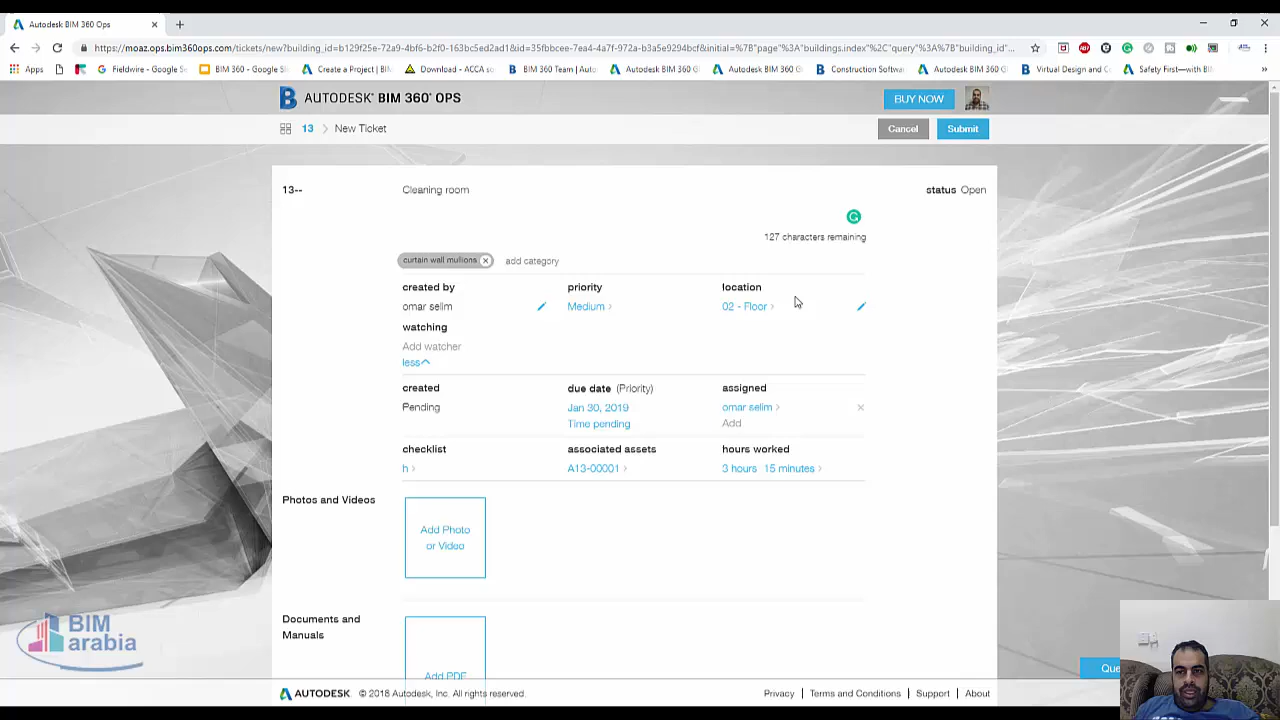 Autodesk BIM 360 Ops
https://moaz.ops.bim360ops.com/tickets/new?building_id=b129f25e-72a9-4bf6-b2f0-163bc5ed2ad1&id=35fbbcee-7ea4-4a7f-972a-b3a5e9294bcf&initial=%7B"page"%3A"buildings.index"%2C"query"%3A%7B"building_id"...
Apps
Fieldwire - Google S
BIM 360 - Google Sli
Create a Project | BIM
Download - ACCA so
BIM 360 Team | Auto
Autodesk BIM 360 Gl
Autodesk BIM 360 Gl
Construction Softwa
Autodesk BIM 360 Gl
Virtual Design and C
Safety First—with BI
AUTODESK® BIM 360® OPS
BUY NOW
13 > New Ticket
Cancel
Submit
13--
Cleaning room
status Open
127 characters remaining
curtain wall mullions
add category
created by
priority
location
omar selim
Medium >
02 - Floor >
watching
Add watcher
less
created
due date (Priority)
assigned
Pending
Jan 30, 2019
omar selim >
Time pending
Add
checklist
associated assets
hours worked
h >
A13-00001 >
3 hours 15 minutes >
Photos and Videos
Add Photo
or Video
Documents and
Manuals
Add PDF
BIM
arabia
Que
AUTODESK. © 2018 Autodesk, Inc. All rights reserved.
Privacy | Terms and Conditions | Support | About